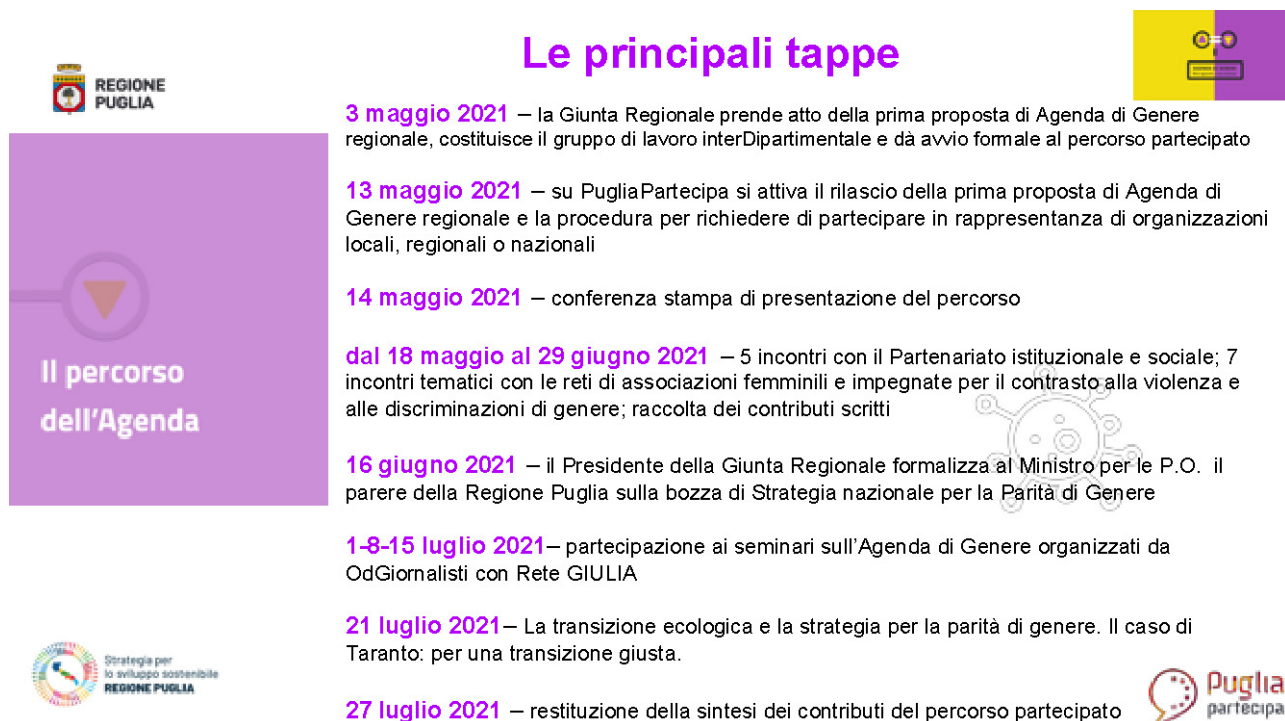 Le principali tappe
REGIONE
PUGLIA
3 maggio 2021 – la Giunta Regionale prende atto della prima proposta di Agenda di Genere
regionale, costituisce il gruppo di lavoro interDipartimentale e dà avvio formale al percorso partecipato
13 maggio 2021 – su PugliaPartecipa si attiva il rilascio della prima proposta di Agenda di
Genere regionale e la procedura per richiedere di partecipare in rappresentanza di organizzazioni
locali, regionali o nazionali
14 maggio 2021 – conferenza stampa di presentazione del percorso
Il percorso
dell'Agenda
dal 18 maggio al 29 giugno 2021 – 5 incontri con il Partenariato istituzionale e sociale; 7
incontri tematici con le reti di associazioni femminili e impegnate per il contrasto alla violenza e
alle discriminazioni di genere; raccolta dei contributi scritti
16 giugno 2021 – il Presidente della Giunta Regionale formalizza al Ministro per le P.O. il
parere della Regione Puglia sulla bozza di Strategia nazionale per la Parità di Genere
1-8-15 luglio 2021– partecipazione ai seminari sull'Agenda di Genere organizzati da
OdGiornalisti con Rete GIULIA
21 luglio 2021– La transizione ecologica e la strategia per la parità di genere. Il caso di
Taranto: per una transizione giusta.
27 luglio 2021 – restituzione della sintesi dei contributi del percorso partecipato
Strategia per
lo sviluppo sostenibile
REGIONE PUGLIA
Puglia
partecipa